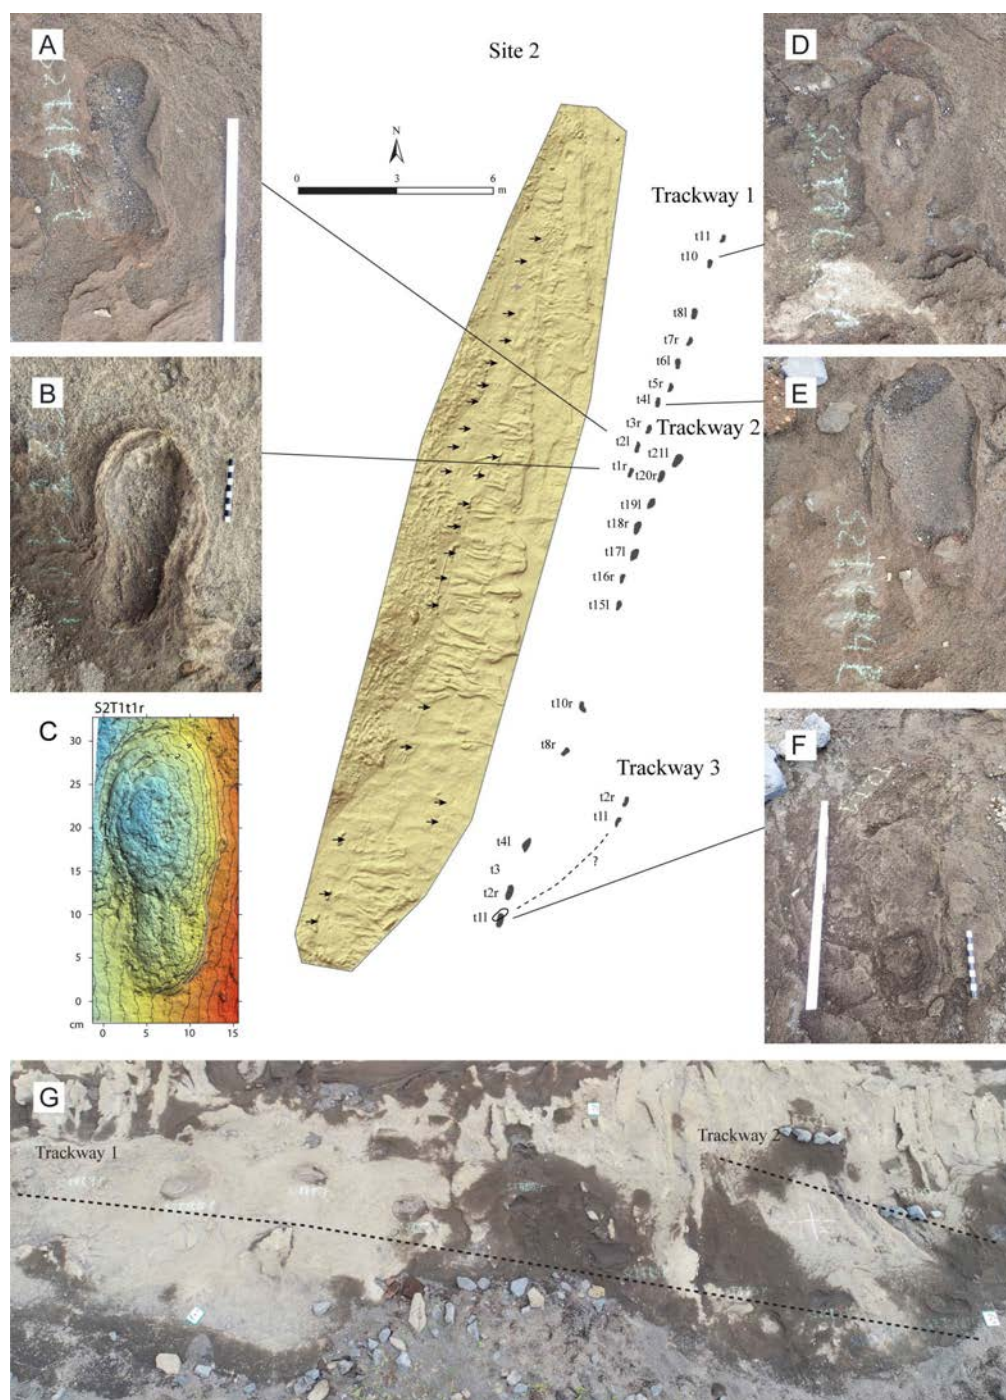 A
D
Site 2
N
0 3 6
m
Trackway 1
t11
t10
t8l
t7r
t6l
t5r
t4l
t3r
Trackway 2
t2l
t21l
t1r
t20r
t19l
t18r
t17l
t16r
t15l
t10r
t8r
Trackway 3
t2r
t1l
t4l
?
t3
t2r
t1l
B
E
C
S2T1t1r
30
25
20
15
10
5
0
cm 0 5 10 15
F
G
Trackway 1
Trackway 2